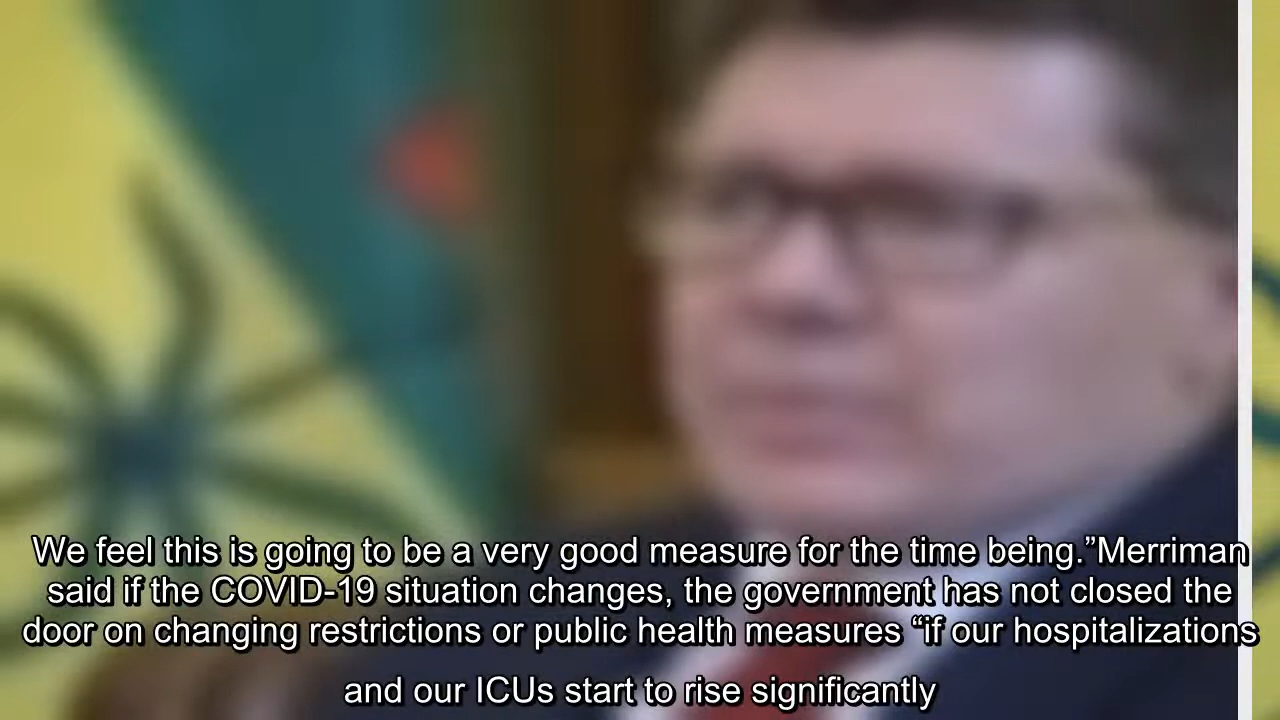 We feel this is going to be a very good measure for the time being.”Merriman
said if the COVID-19 situation changes, the government has not closed the
door on changing restrictions or public health measures “if our hospitalizations
and our ICUs start to rise significantly